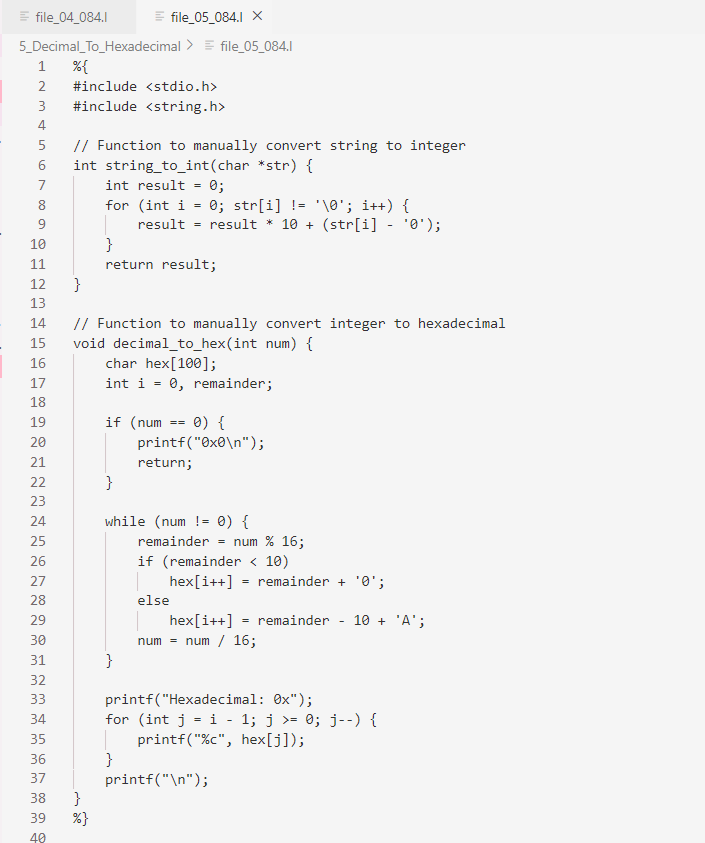 file_04_084.l file_05_084.l ×
5_Decimal_To_Hexadecimal > file_05_084.l
1 %{
2 #include <stdio.h>
3 #include <string.h>
4
5 // Function to manually convert string to integer
6 int string_to_int(char *str) {
7     int result = 0;
8     for (int i = 0; str[i] != '\0'; i++) {
9         result = result * 10 + (str[i] - '0');
10     }
11     return result;
12 }
13
14 // Function to manually convert integer to hexadecimal
15 void decimal_to_hex(int num) {
16     char hex[100];
17     int i = 0, remainder;
18
19     if (num == 0) {
20         printf("0x0\n");
21         return;
22     }
23
24     while (num != 0) {
25         remainder = num % 16;
26         if (remainder < 10)
27             hex[i++] = remainder + '0';
28         else
29             hex[i++] = remainder - 10 + 'A';
30         num = num / 16;
31     }
32
33     printf("Hexadecimal: 0x");
34     for (int j = i - 1; j >= 0; j--) {
35         printf("%c", hex[j]);
36     }
37     printf("\n");
38 }
39 %}
40